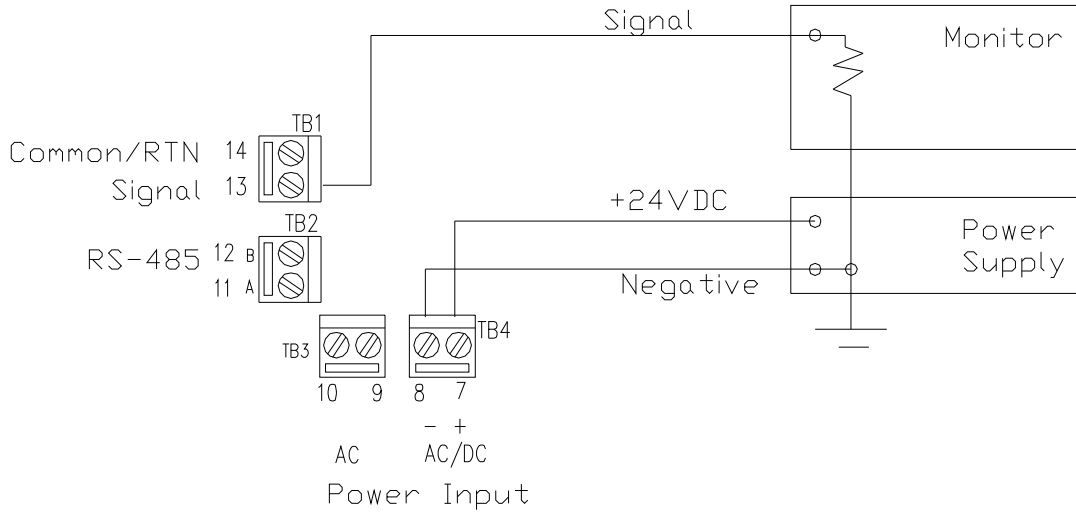 Signal
Monitor
TB1
Common/RTN 14
Signal 13
+24VDC
TB2
RS-485 12 B
11 A
Power
Supply
Negative
TB4
TB3
10 9 8 7
- +
AC AC/DC
Power Input